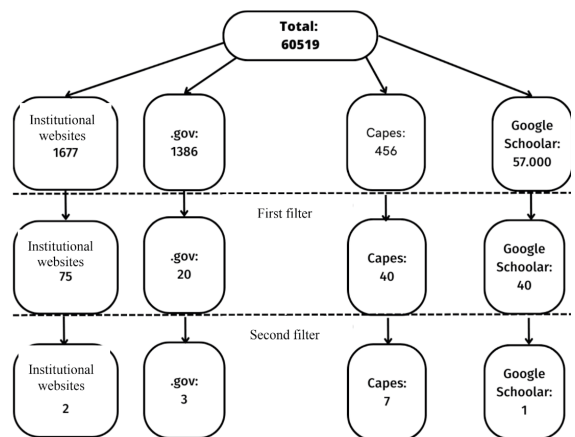 Total:
60519
Institutional
websites
1677
.gov:
1386
Capes:
456
Google
Schoolar:
57.000
First filter
Institutional
websites
75
.gov:
20
Capes:
40
Google
Schoolar:
40
Second filter
Institutional
websites
2
.gov:
3
Capes:
7
Google
Schoolar:
1